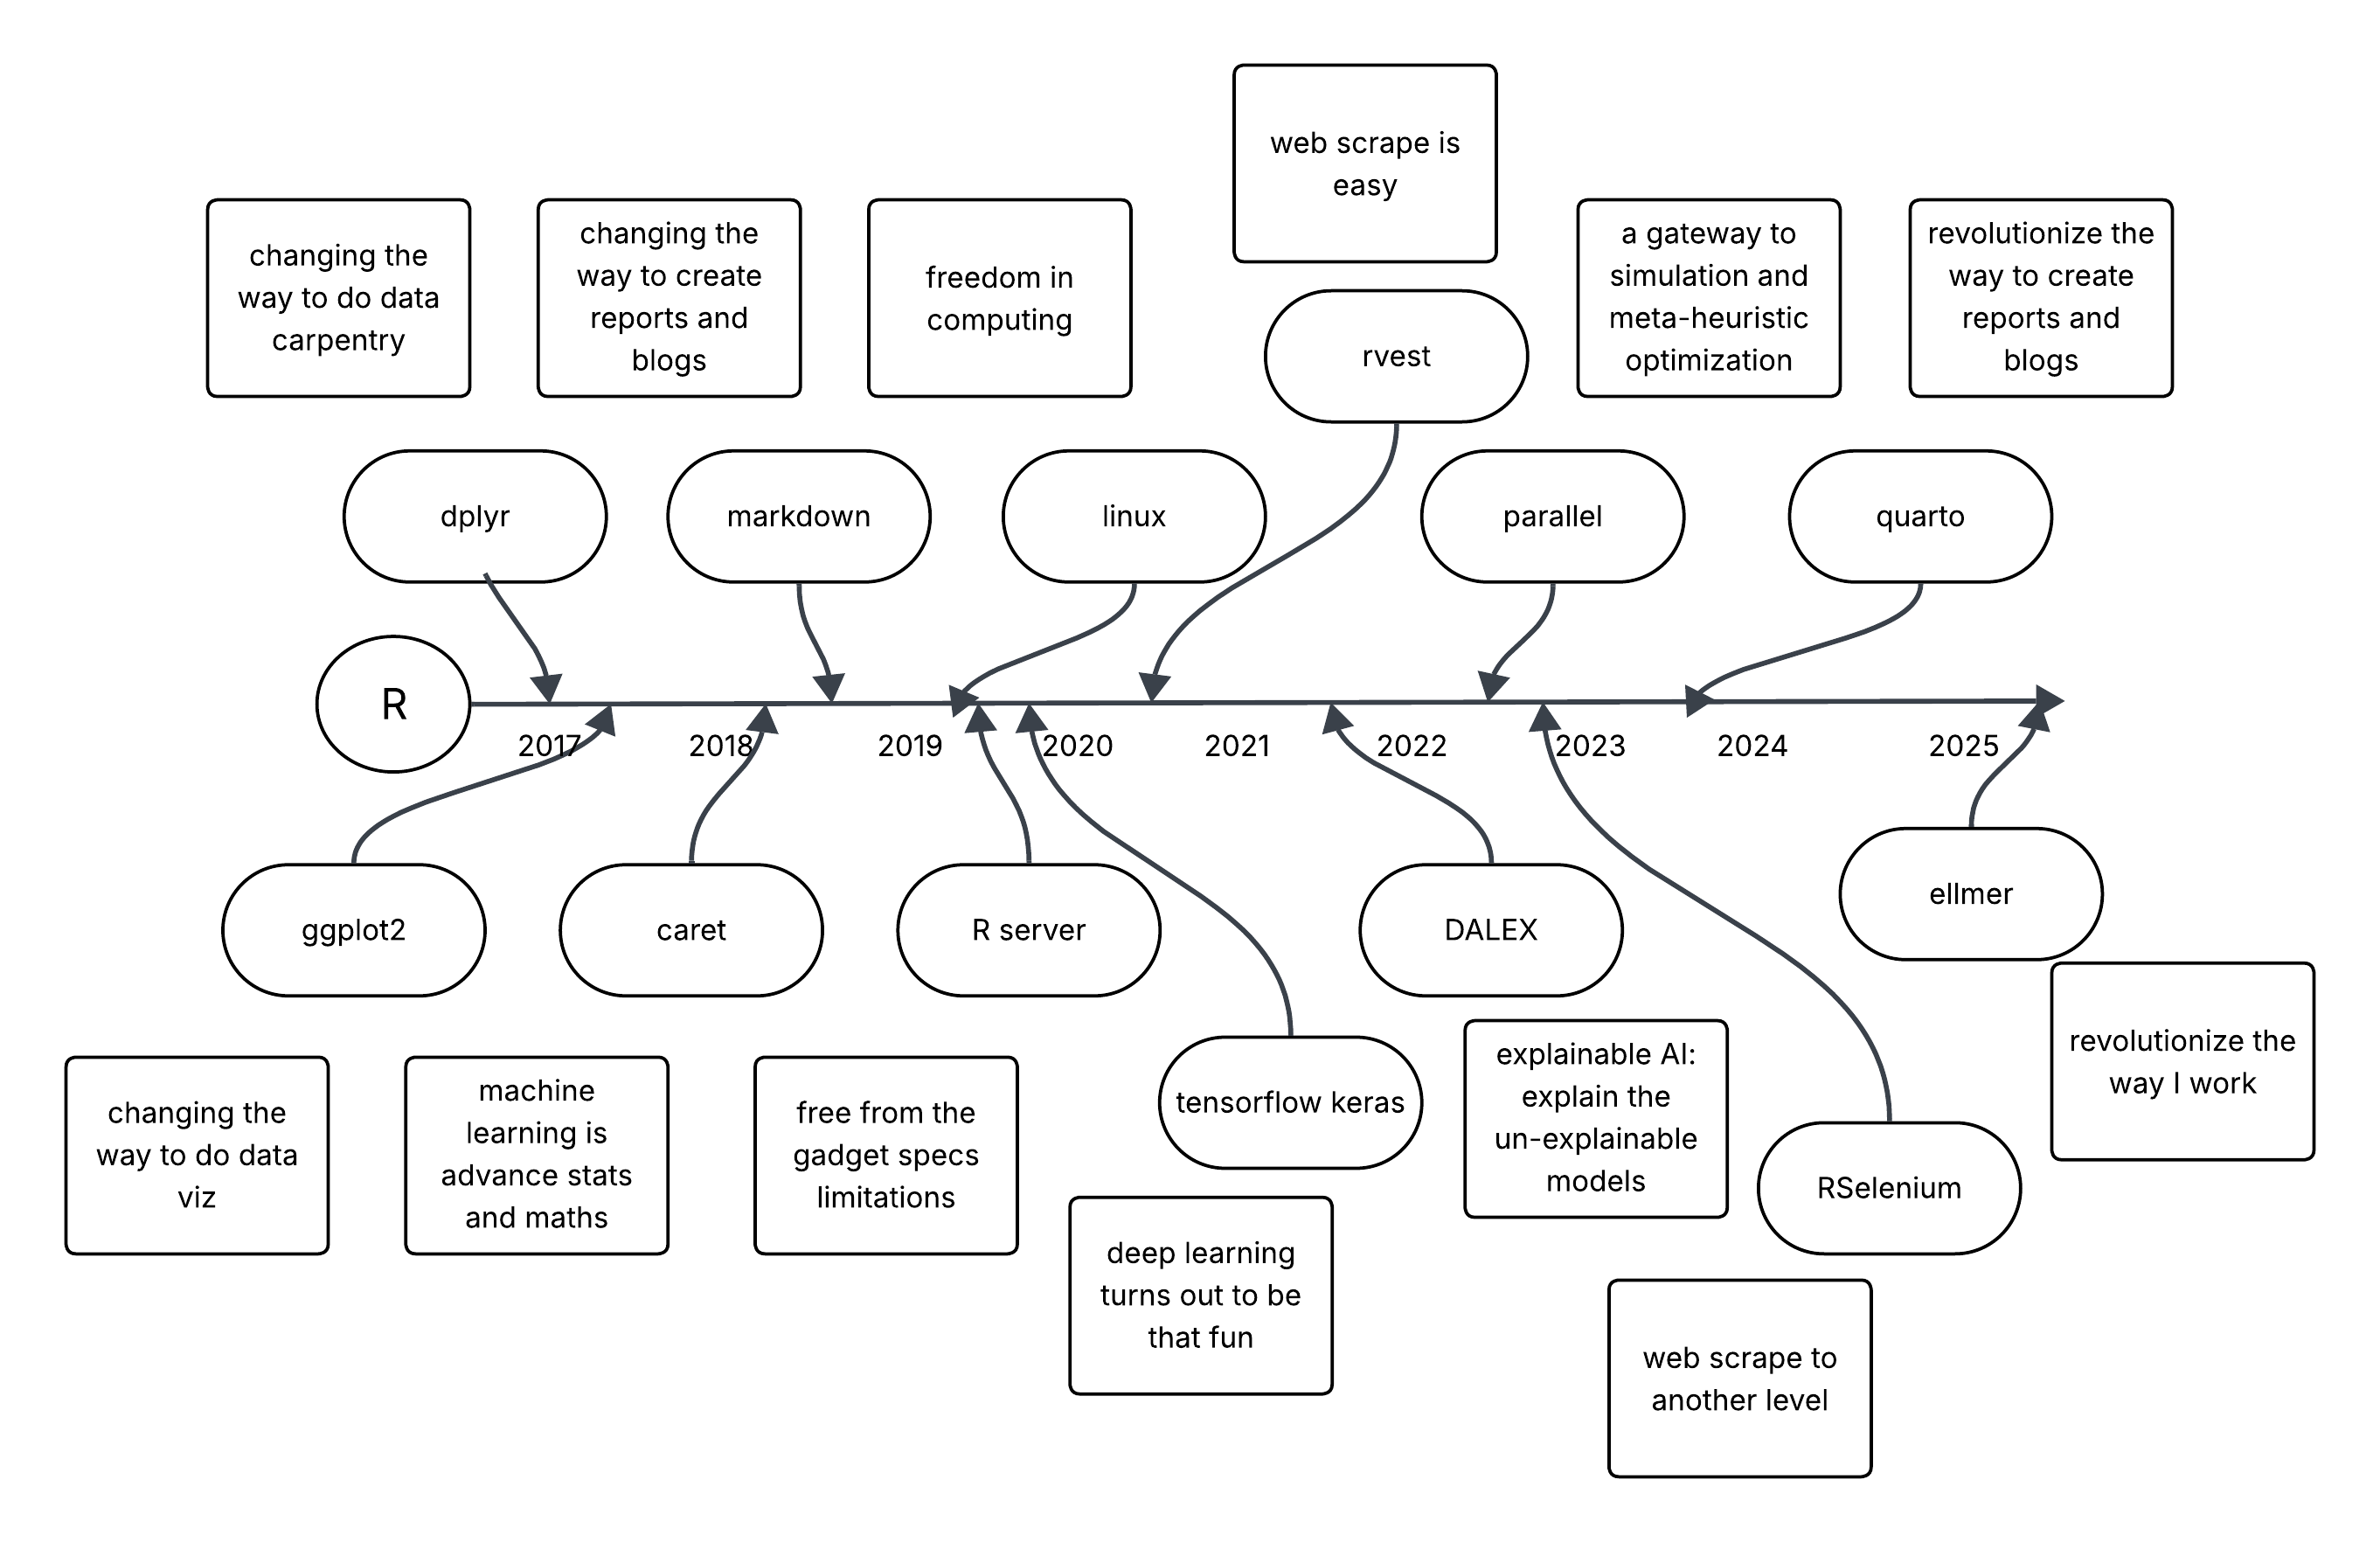 web scrape is
easy
changing the
way to do data
carpentry
changing the
way to create
reports and
blogs
freedom in
computing
a gateway to
simulation and
meta-heuristic
optimization
revolutionize the
way to create
reports and
blogs
rvest
dplyr
markdown
linux
parallel
quarto
R
2017
2018
2019
2020
2021
2022
2023
2024
2025
ggplot2
caret
R server
DALEX
ellmer
tensorflow keras
RSelenium
changing the
way to do data
viz
machine
learning is
advance stats
and maths
free from the
gadget specs
limitations
deep learning
turns out to be
that fun
explainable AI:
explain the
un-explainable
models
web scrape to
another level
revolutionize the
way I work